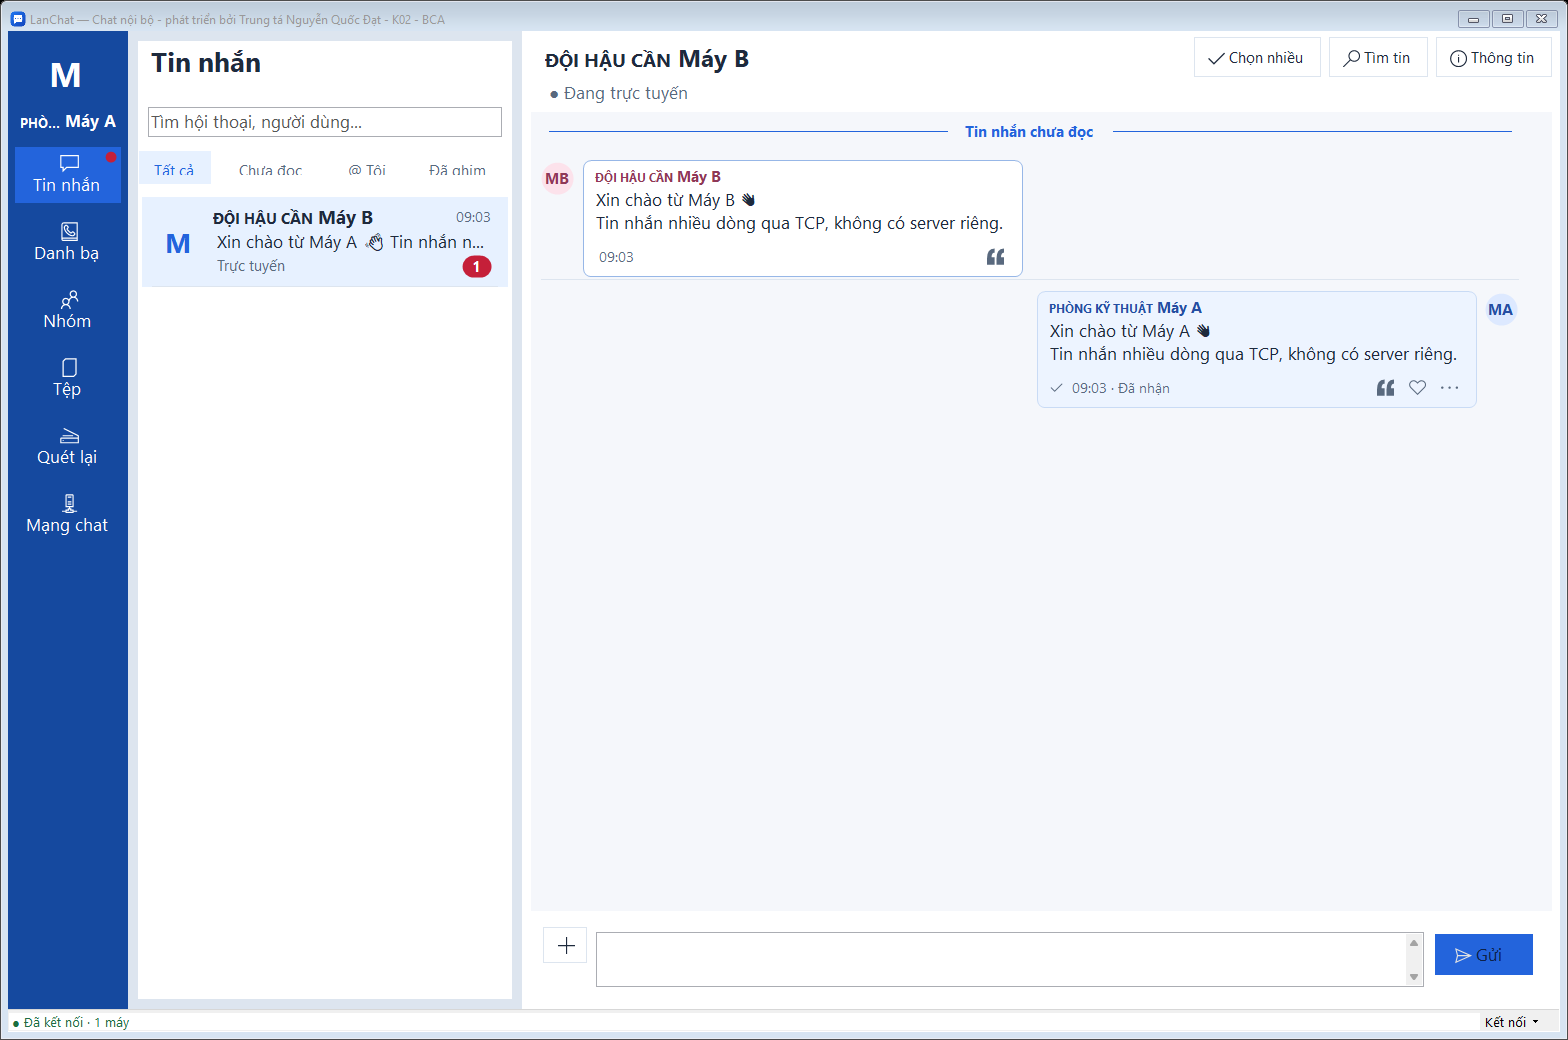 LanChat — Chat nội bộ - phát triển bởi Trung tá Nguyễn Quốc Đạt - K02 - BCA
M
PHÒ... Máy A
Tin nhắn
Danh bạ
Nhóm
Tệp
Quét lại
Mạng chat
Tin nhắn
Tìm hội thoại, người dùng...
Tất cả
Chưa đọc
@ Tôi
Đã ghim
M
ĐỘI HẬU CẦN Máy B
09:03
Xin chào từ Máy A 👋 Tin nhắn n...
Trực tuyến
1
ĐỘI HẬU CẦN Máy B
● Đang trực tuyến
Chọn nhiều
Tìm tin
Thông tin
Tin nhắn chưa đọc
MB
ĐỘI HẬU CẦN Máy B
Xin chào từ Máy B 👋
Tin nhắn nhiều dòng qua TCP, không có server riêng.
09:03
PHÒNG KỸ THUẬT Máy A
MA
Xin chào từ Máy A 👋
Tin nhắn nhiều dòng qua TCP, không có server riêng.
09:03 · Đã nhận
Gửi
● Đã kết nối · 1 máy
Kết nối